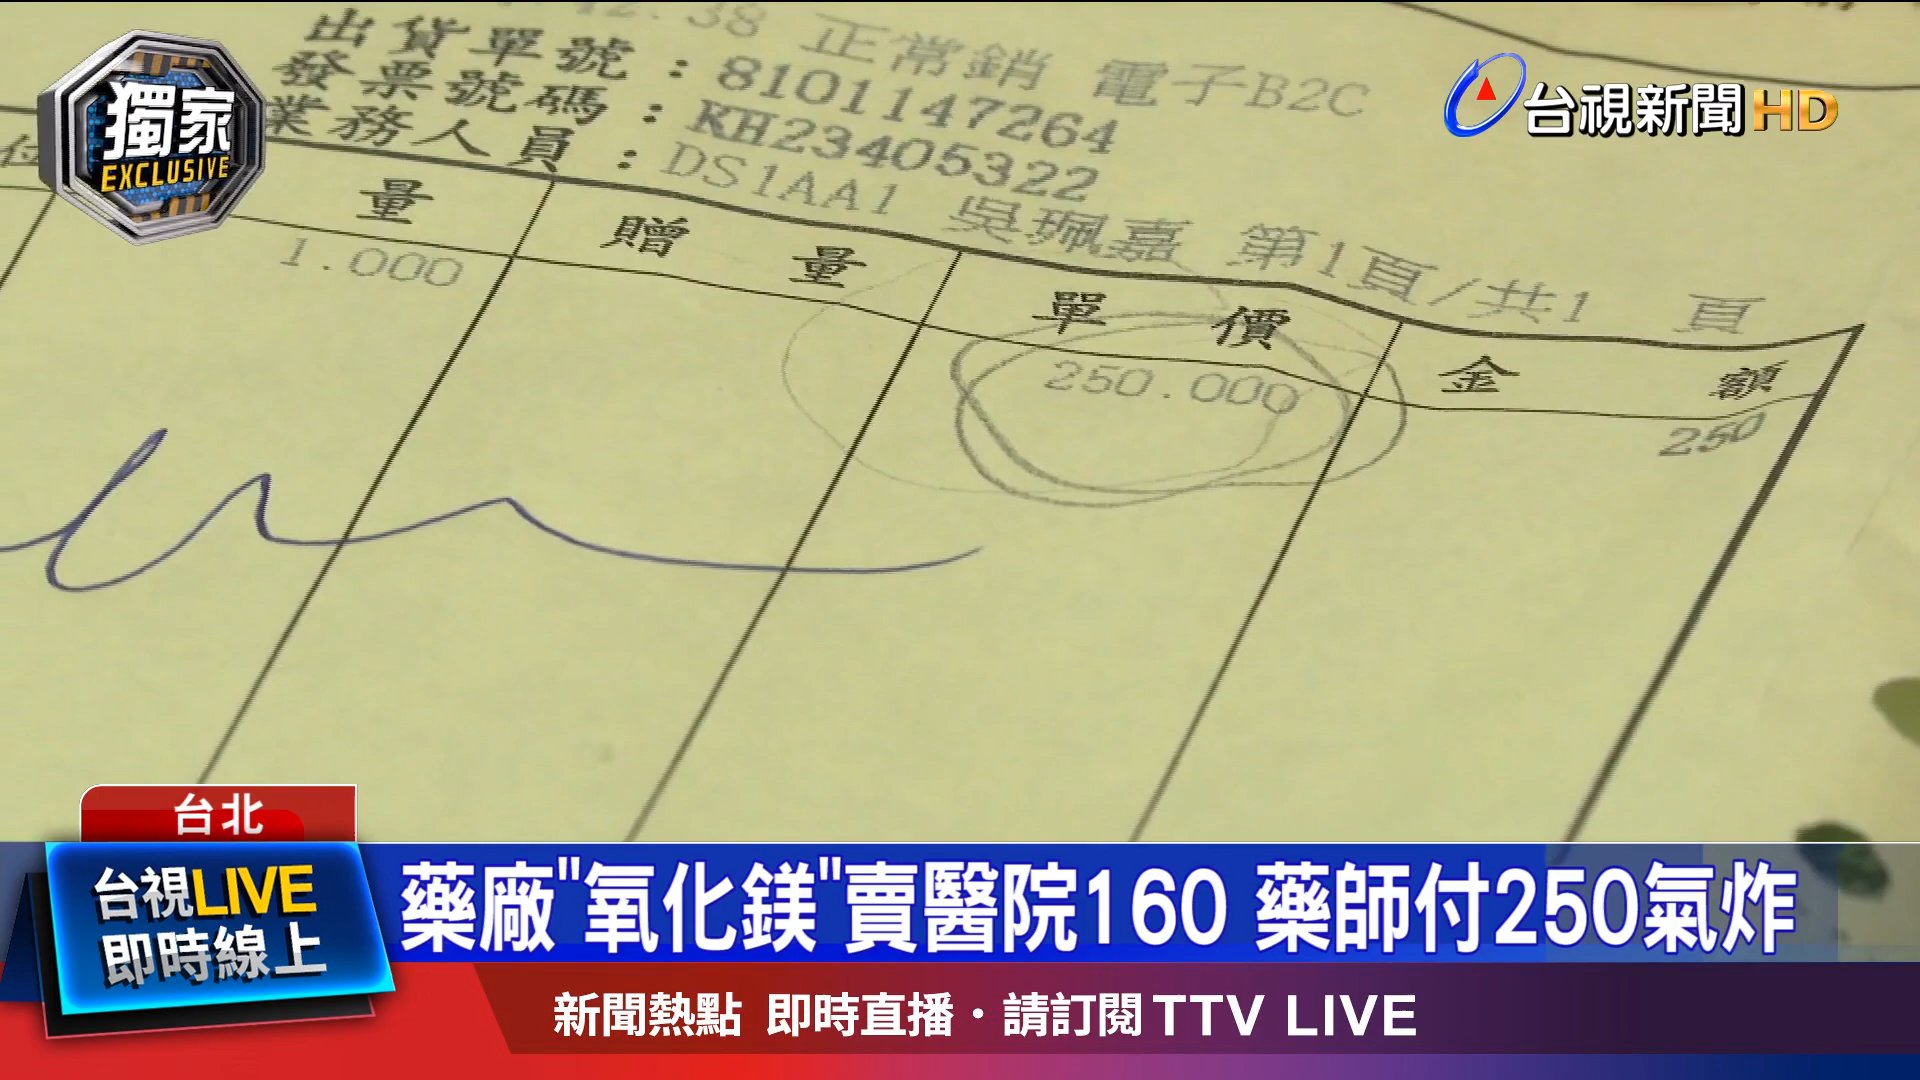 獨家
EXCLUSIVE
台視新聞HD
正常銷 電子B2C
出貨單號：8101147264
發票號碼：KH23405322
業務人員：DS1AA1 吳珮嘉 第1頁/共1 頁
量 贈 量 單 價 金 額
1.000 250.000 250
台北
台視LIVE
即時線上
藥廠"氧化鎂"賣醫院160 藥師付250氣炸
新聞熱點 即時直播・請訂閱TTV LIVE